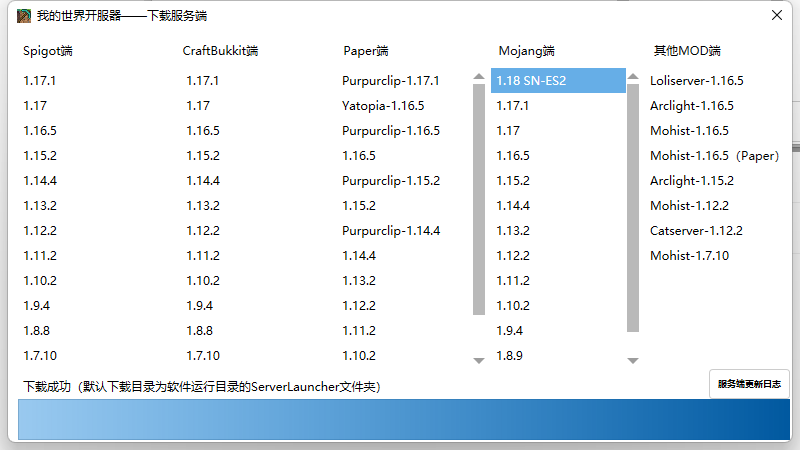 我的世界开服器——下载服务端
Spigot端 CraftBukkit端 Paper端 Mojang端 其他MOD端
1.17.1 1.17.1 Purpurclip-1.17.1 1.18 SN-ES2 Loliserver-1.16.5
1.17 1.17 Yatopia-1.16.5 1.17.1 Arclight-1.16.5
1.16.5 1.16.5 Purpurclip-1.16.5 1.17 Mohist-1.16.5
1.15.2 1.15.2 1.16.5 1.16.5 Mohist-1.16.5（Paper）
1.14.4 1.14.4 Purpurclip-1.15.2 1.15.2 Arclight-1.15.2
1.13.2 1.13.2 1.15.2 1.14.4 Mohist-1.12.2
1.12.2 1.12.2 Purpurclip-1.14.4 1.13.2 Catserver-1.12.2
1.11.2 1.11.2 1.14.4 1.12.2 Mohist-1.7.10
1.10.2 1.10.2 1.13.2 1.11.2
1.9.4 1.9.4 1.12.2 1.10.2
1.8.8 1.8.8 1.11.2 1.9.4
1.7.10 1.7.10 1.10.2 1.8.9
下载成功（默认下载目录为软件运行目录的ServerLauncher文件夹）
服务端更新日志